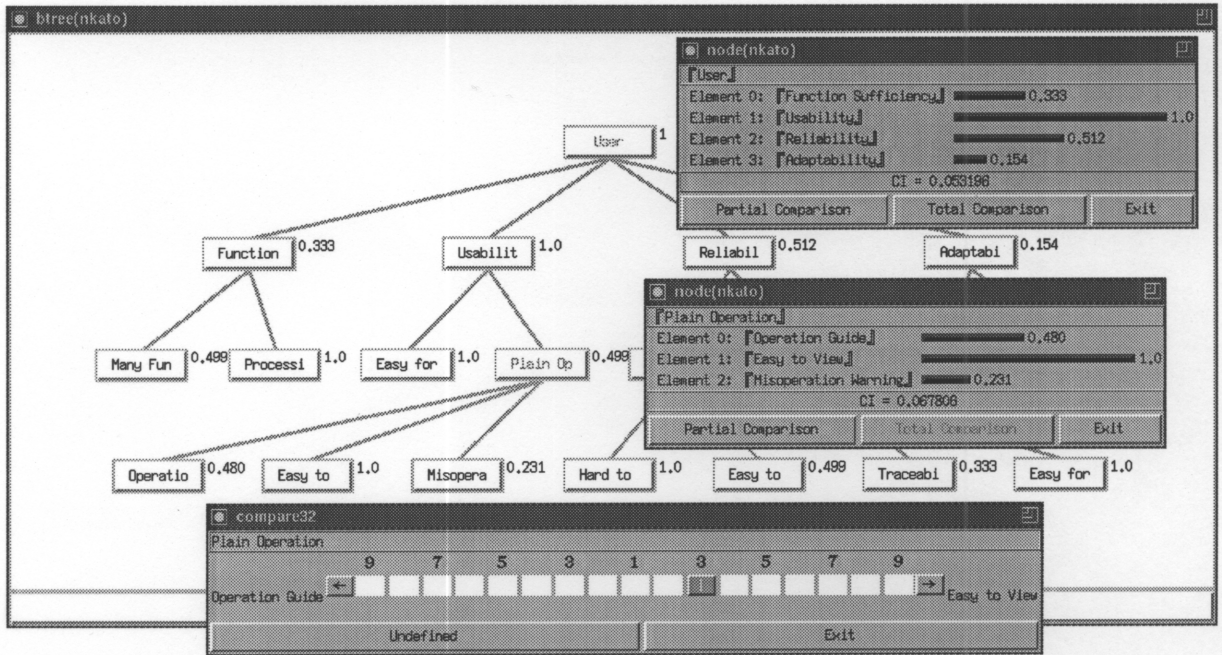 btree(nkato)
node(nkato)
『User』
Element 0: 『Function Sufficiency』 0.333
Element 1: 『Usability』 1.0
Element 2: 『Reliability』 0.512
Element 3: 『Adaptability』 0.154
CI = 0.053196
Partial Comparison Total Comparison Exit
User 1
Function 0.333 Usabilit 1.0 Reliabil 0.512 Adaptabi 0.154
node(nkato)
『Plain Operation』
Element 0: 『Operation Guide』 0.480
Element 1: 『Easy to View』 1.0
Element 2: 『Misoperation Warning』 0.231
CI = 0.067806
Partial Comparison Total Comparison Exit
Many Fun 0.499 Processi 1.0 Easy for 1.0 Plain Op 0.499
Operatio 0.480 Easy to 1.0 Misopera 0.231 Hard to 1.0 Easy to 0.499 Traceabi 0.333 Easy for 1.0
compare32
Plain Operation
9 7 5 3 1 3 5 7 9
Operation Guide ← → Easy to View
Undefined Exit